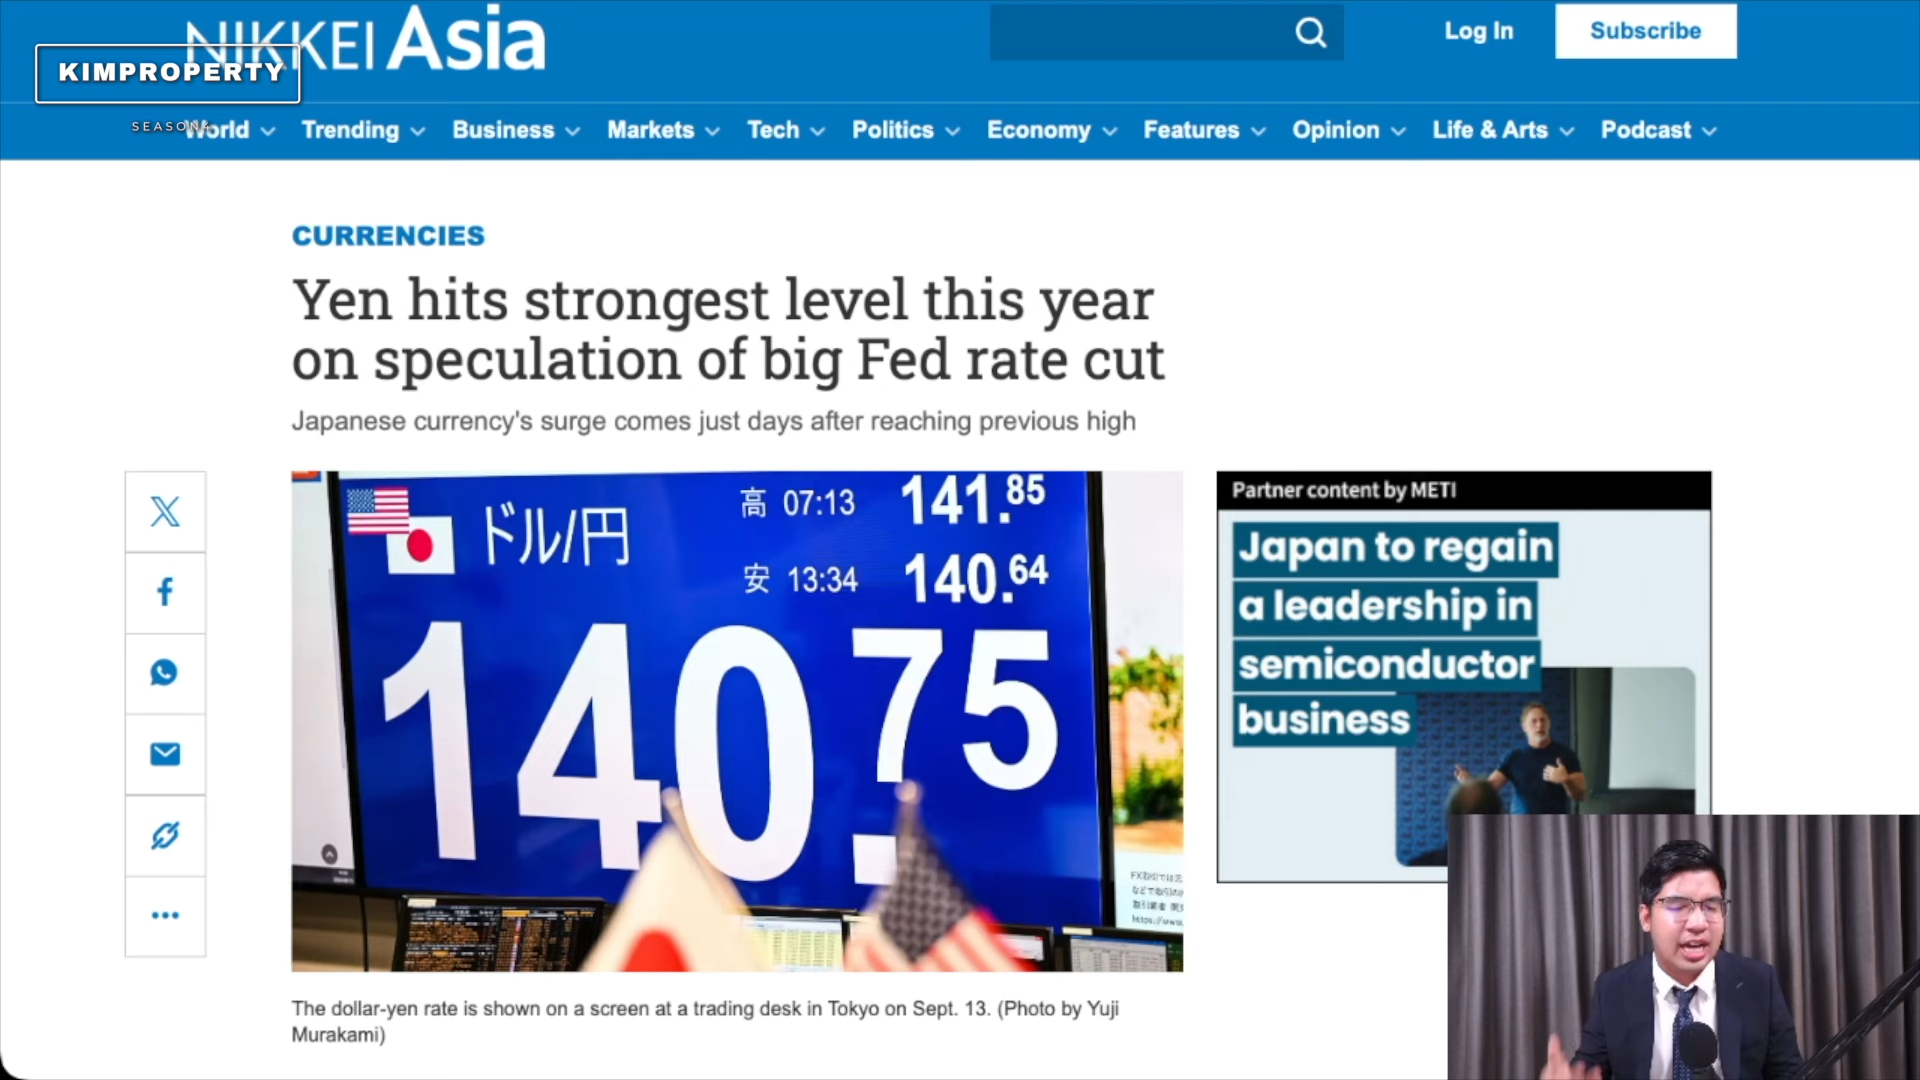 NIKKEI Asia
Log In
Subscribe
KIMPROPERTY
SEASON
World
Trending
Business
Markets
Tech
Politics
Economy
Features
Opinion
Life & Arts
Podcast
CURRENCIES
Yen hits strongest level this year
on speculation of big Fed rate cut
Japanese currency's surge comes just days after reaching previous high
ドル/円
高 07:13 141.85
安 13:34 140.64
140.75
Partner content by METI
Japan to regain
a leadership in
semiconductor
business
The dollar-yen rate is shown on a screen at a trading desk in Tokyo on Sept. 13. (Photo by Yuji
Murakami)